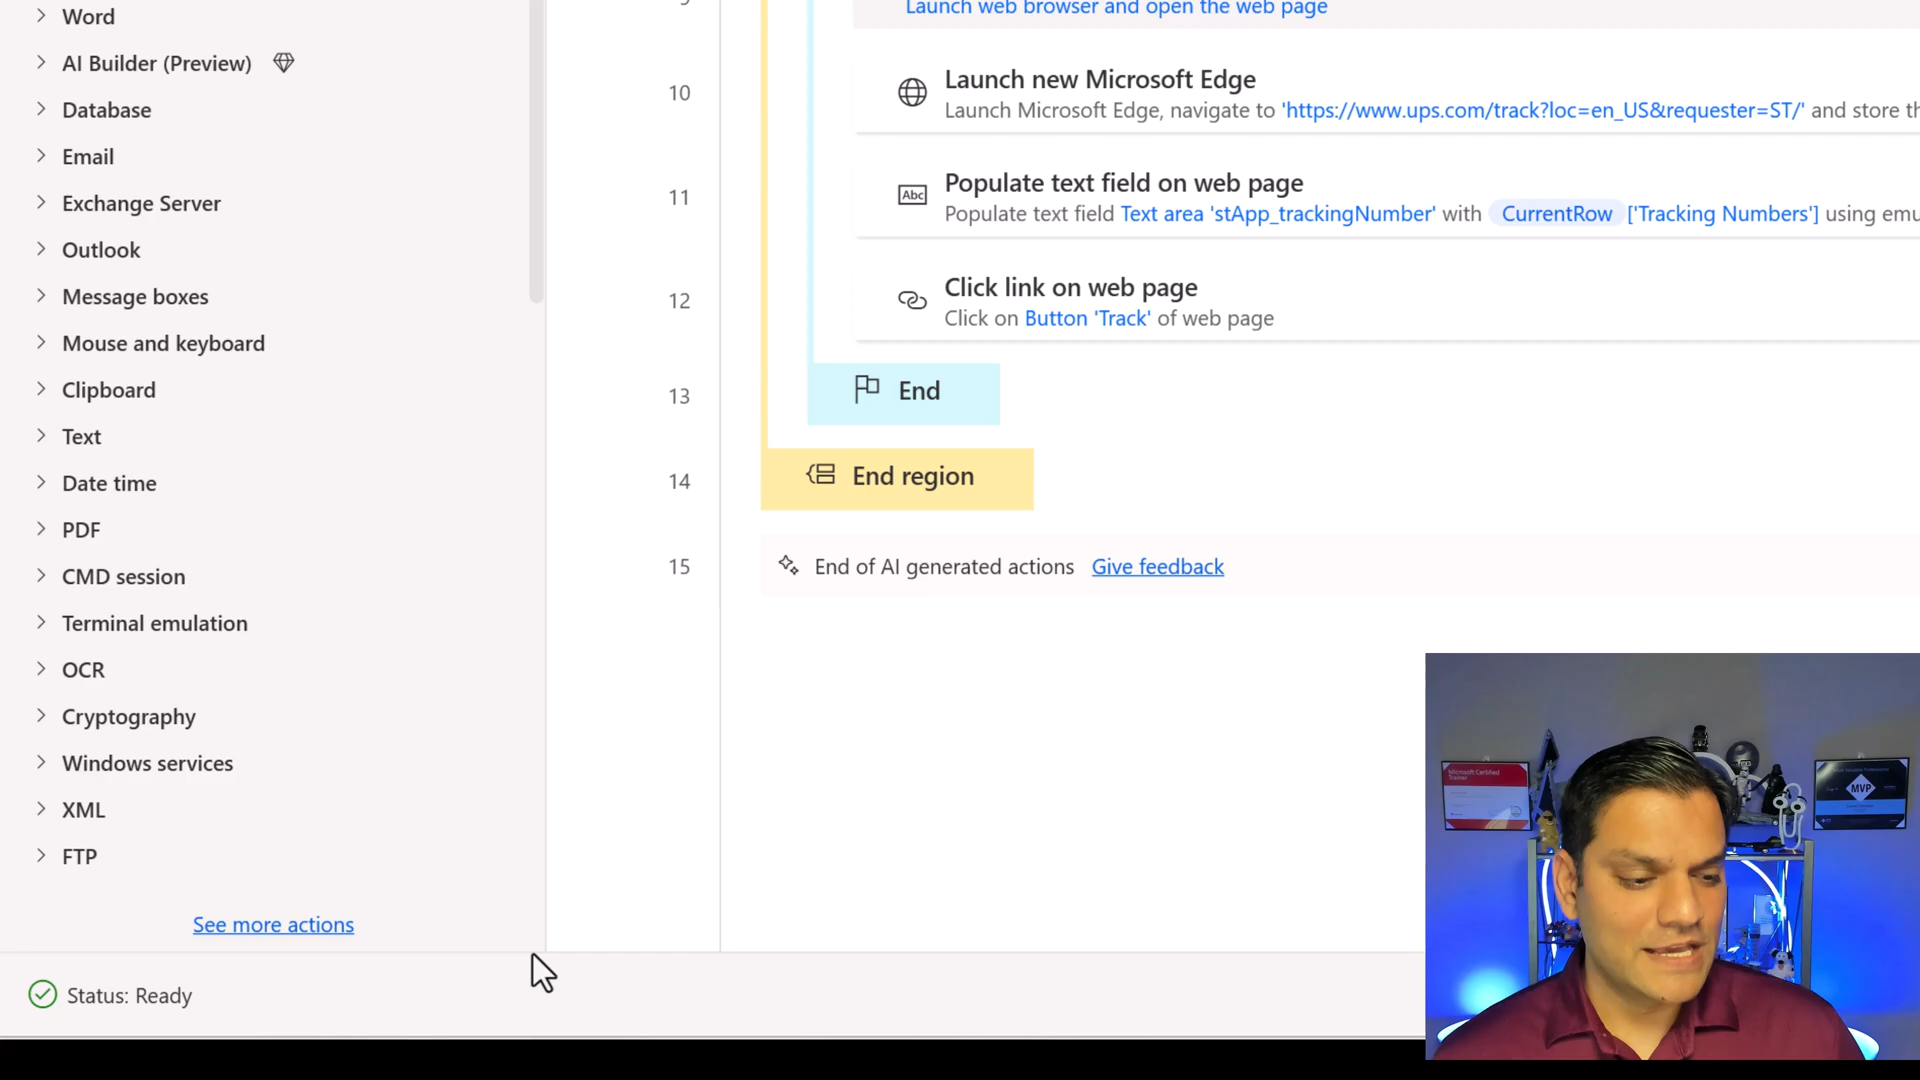 Word
AI Builder (Preview)
Database
Email
Exchange Server
Outlook
Message boxes
Mouse and keyboard
Clipboard
Text
Date time
PDF
CMD session
Terminal emulation
OCR
Cryptography
Windows services
XML
FTP
See more actions
Status: Ready
Launch web browser and open the web page
10
Launch new Microsoft Edge
Launch Microsoft Edge, navigate to 'https://www.ups.com/track?loc=en_US&requester=ST/' and store th
11
Abc
Populate text field on web page
Populate text field Text area 'stApp_trackingNumber' with CurrentRow ['Tracking Numbers'] using emu
12
Click link on web page
Click on Button 'Track' of web page
13
End
14
End region
15
End of AI generated actions Give feedback
Microsoft Certified
Trainer
MVP